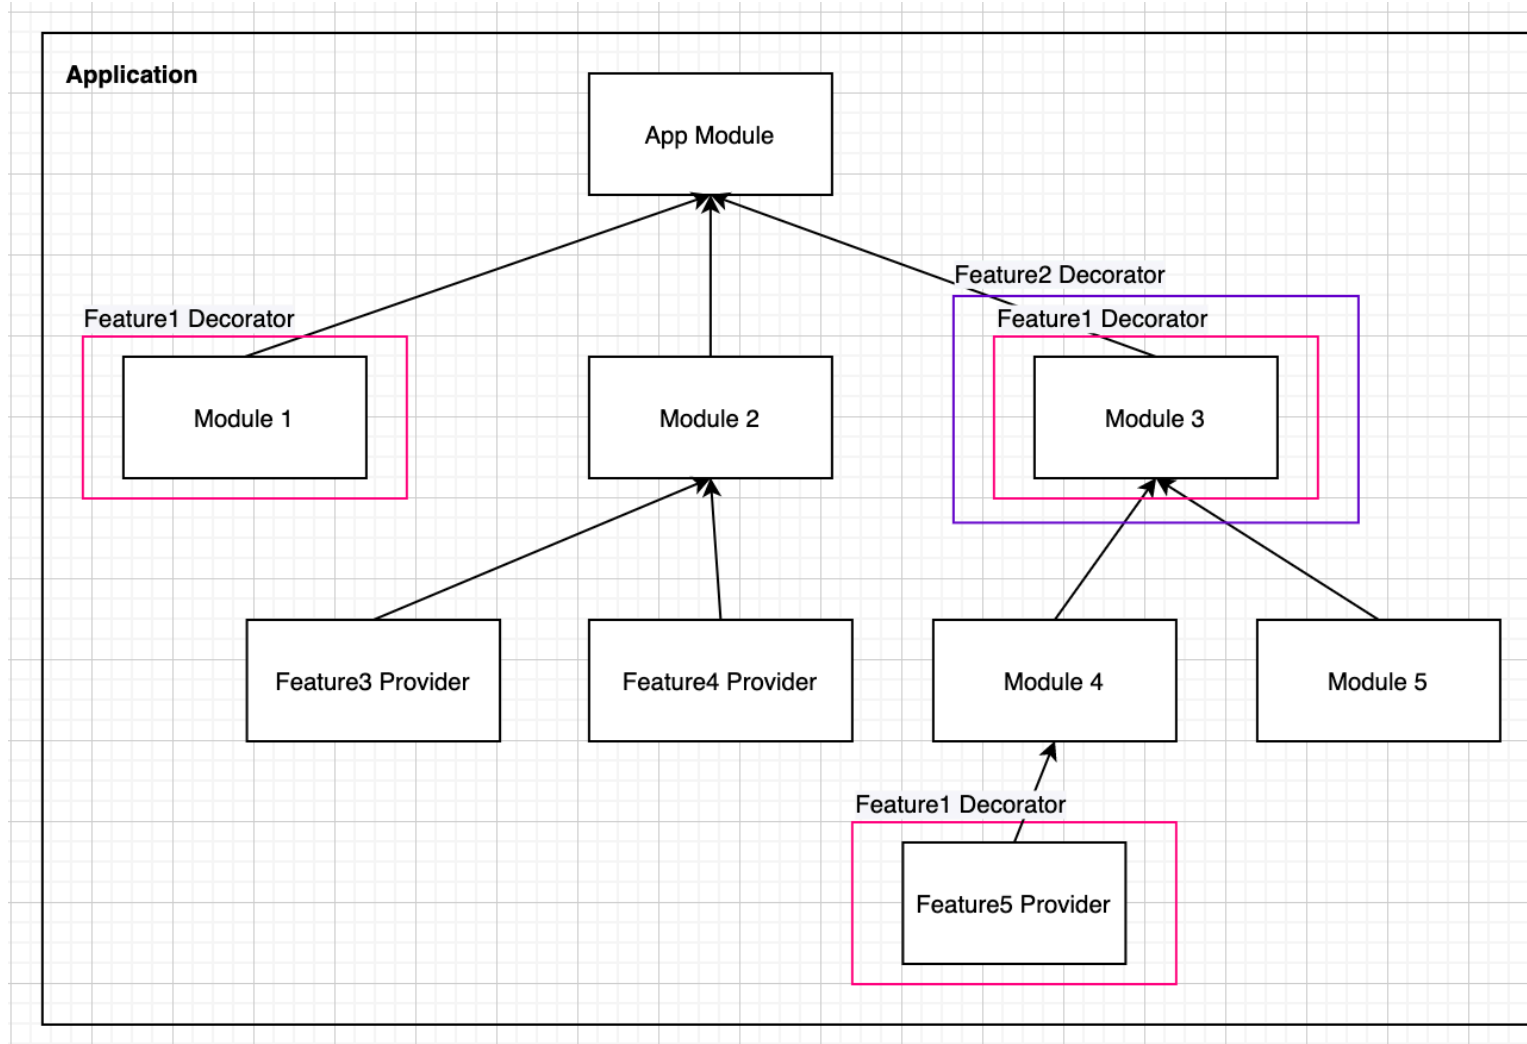 Application
App Module
Feature2 Decorator
Feature1 Decorator
Feature1 Decorator
Module 1
Module 2
Module 3
Feature3 Provider
Feature4 Provider
Module 4
Module 5
Feature1 Decorator
Feature5 Provider